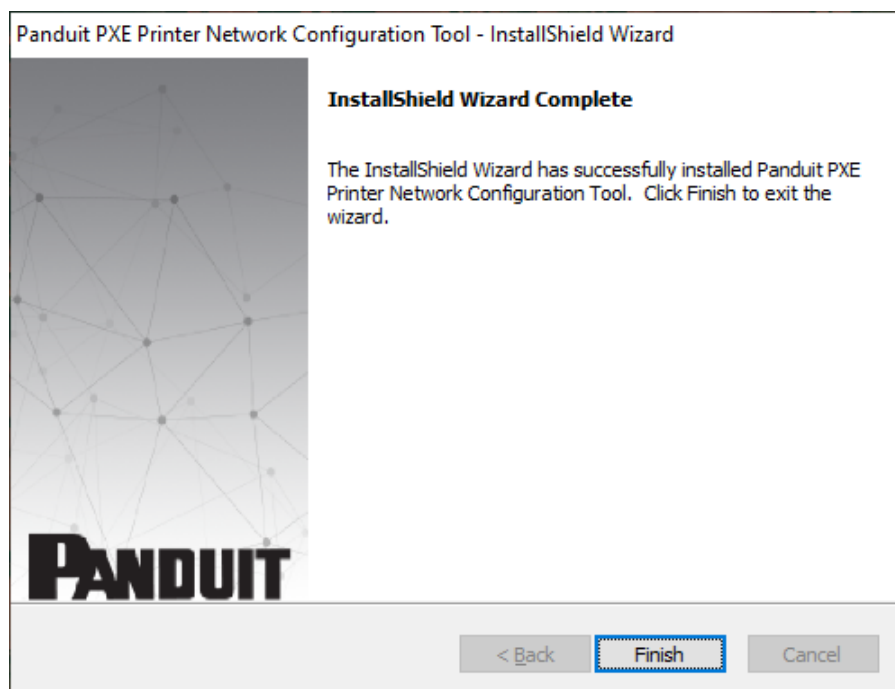 Panduit PXE Printer Network Configuration Tool - InstallShield Wizard
InstallShield Wizard Complete
The InstallShield Wizard has successfully installed Panduit PXE
Printer Network Configuration Tool. Click Finish to exit the
wizard.
PANDUIT
< Back
Finish
Cancel